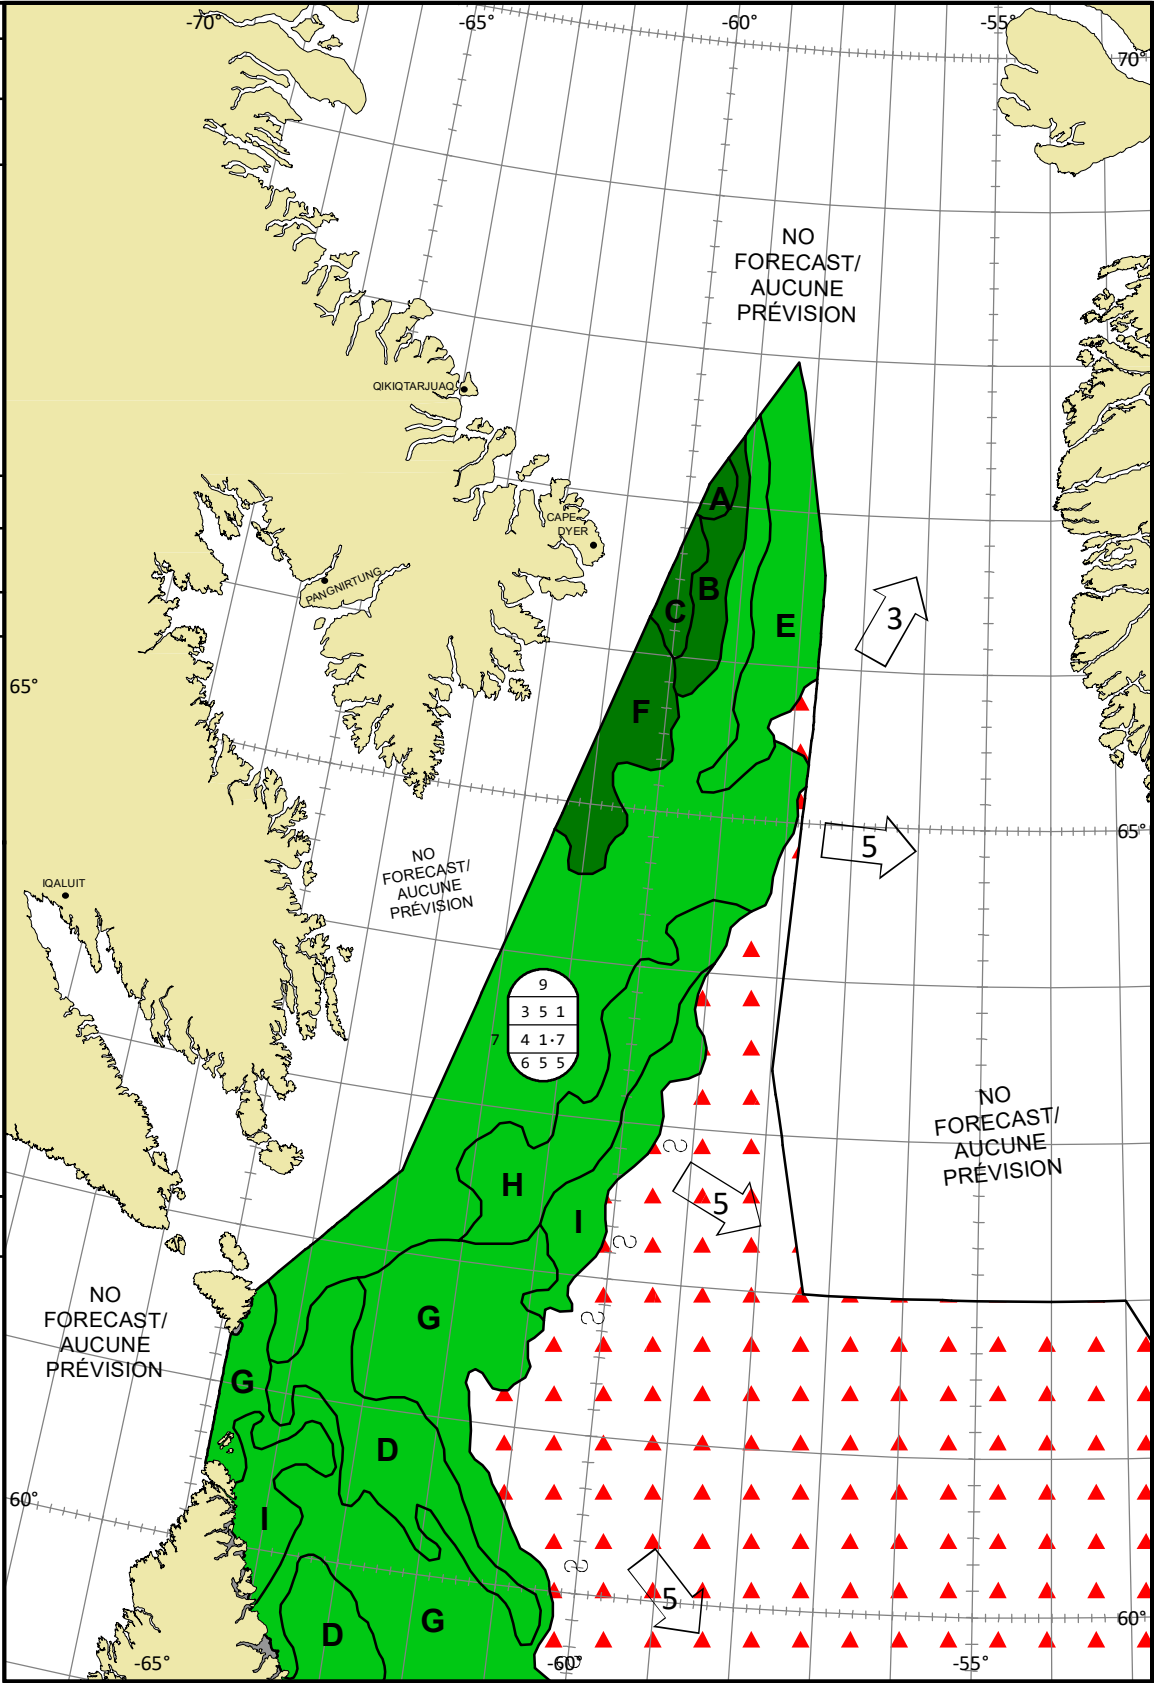 -70°
-65°
-60°
-55°
70°
NO
FORECAST/
AUCUNE
PRÉVISION
QIKIQTARJUAQ
A
CAPE
DYER
PANGNIRTUNG
B
C
E
3
65°
F
65°
5
NO
FORECAST/
AUCUNE
PRÉVISION
IQALUIT
9
3 5 1
7 4 1•7
6 5 5
NO
FORECAST/
AUCUNE
PRÉVISION
H
5
I
NO
FORECAST/
AUCUNE
PRÉVISION
G
G
D
60°
I
5
60°
D
G
-65°
-60°
-55°